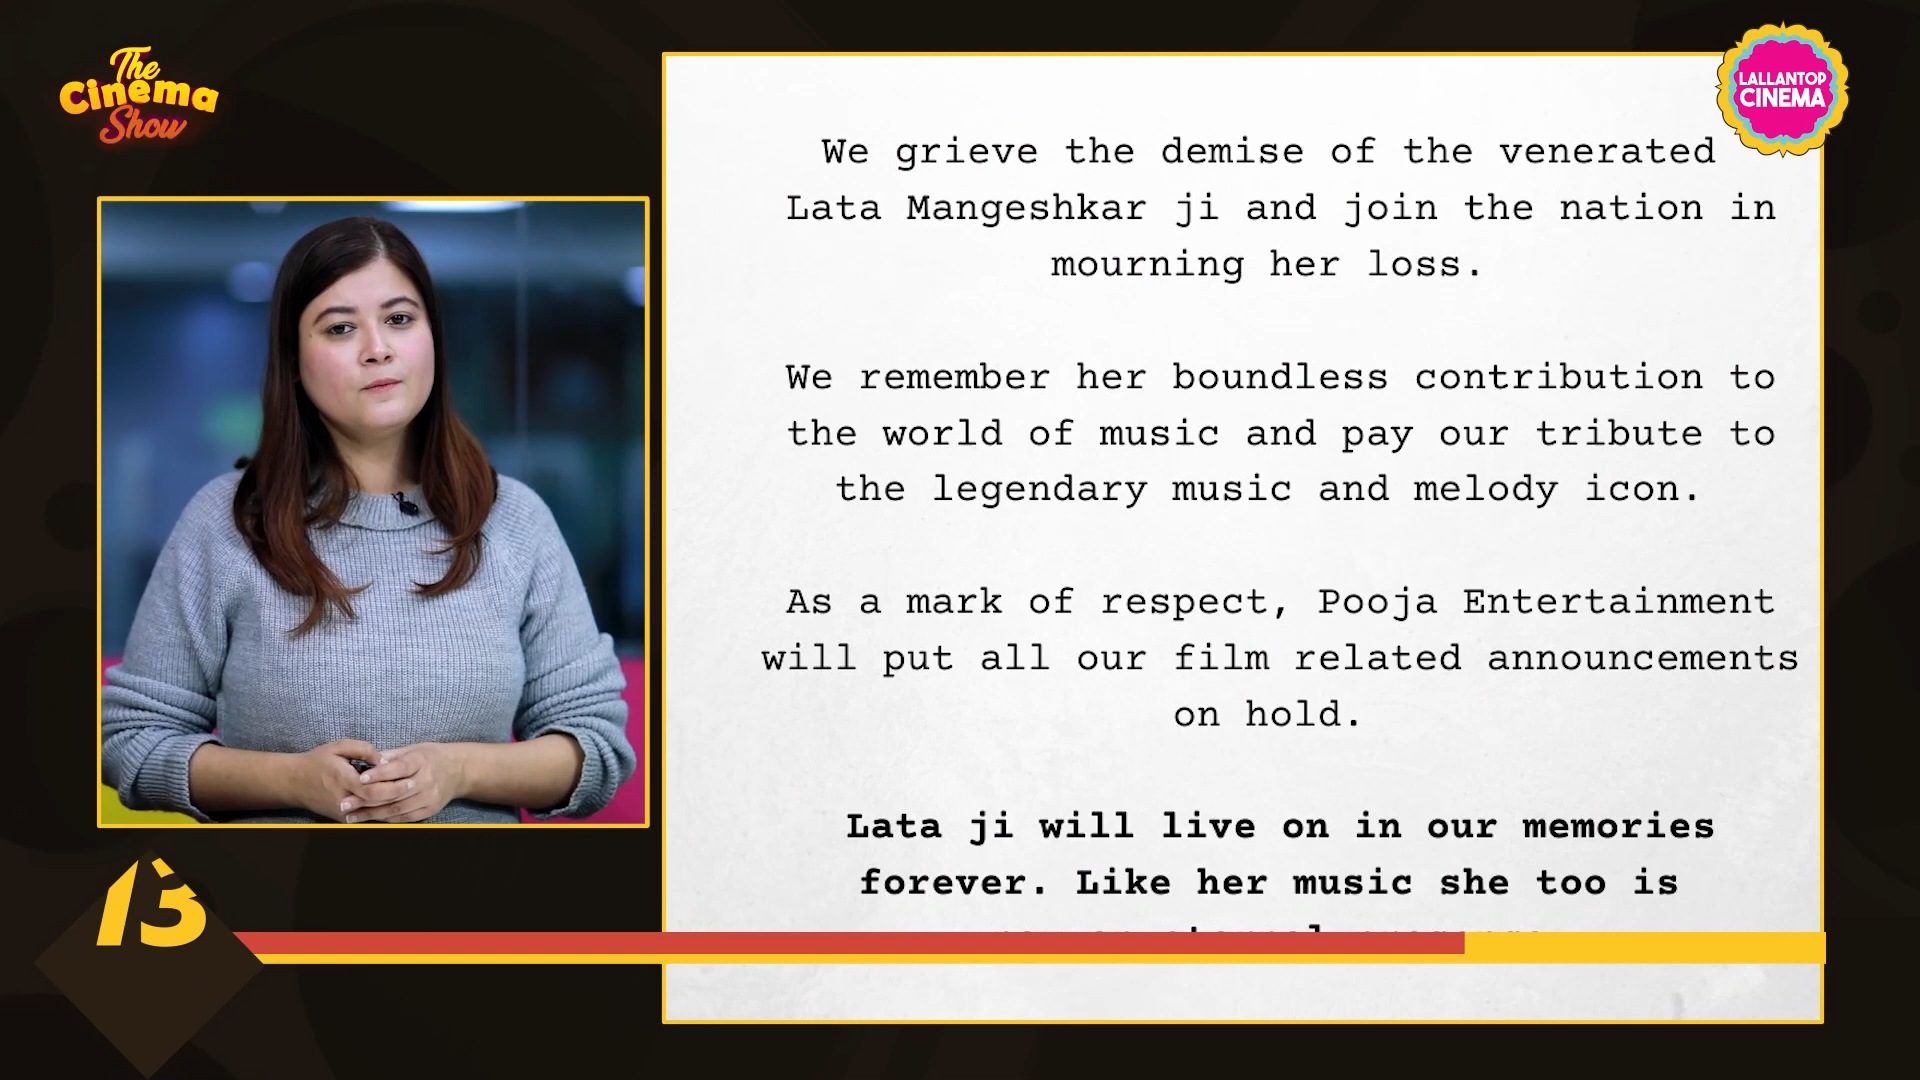 The
Cinema
Show
LALLANTOP
CINEMA
We grieve the demise of the venerated
Lata Mangeshkar ji and join the nation in
mourning her loss.
We remember her boundless contribution to
the world of music and pay our tribute to
the legendary music and melody icon.
As a mark of respect, Pooja Entertainment
will put all our film related announcements
on hold.
Lata ji will live on in our memories
forever. Like her music she too is
13